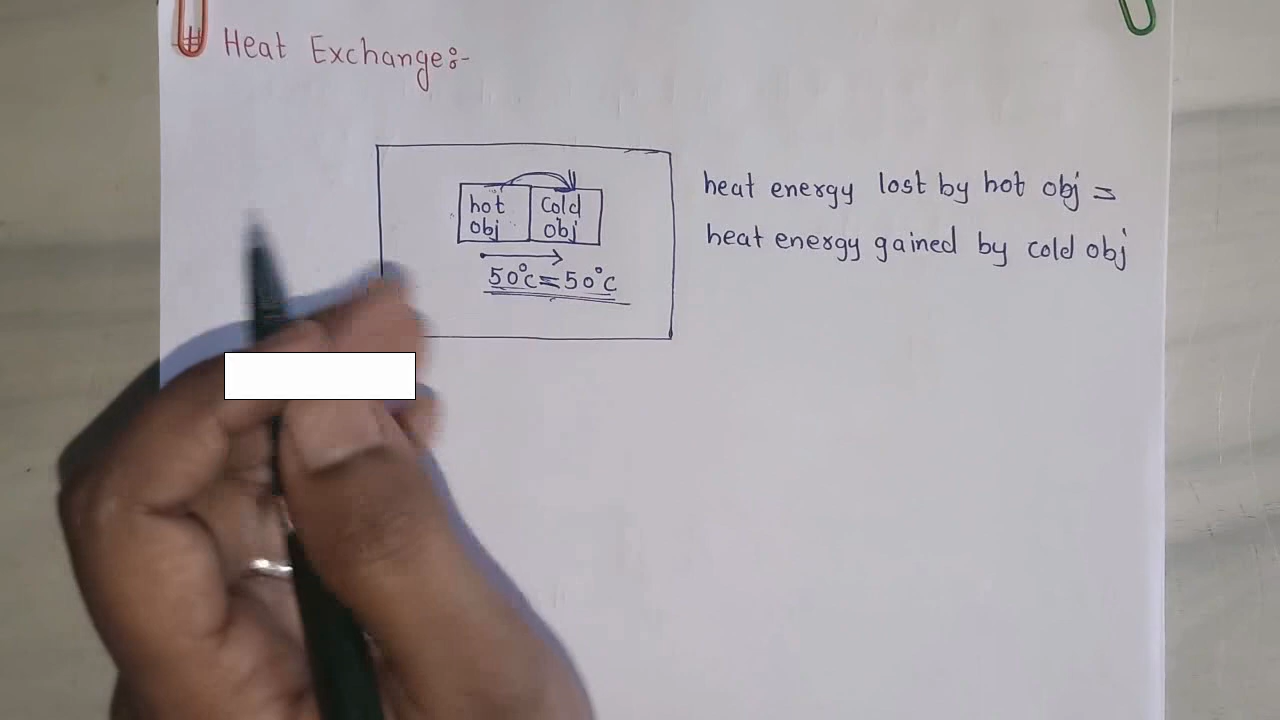 # Heat Exchange:-
hot obj
Cold obj
50°C = 50°C
heat energy lost by hot obj =
heat energy gained by cold obj